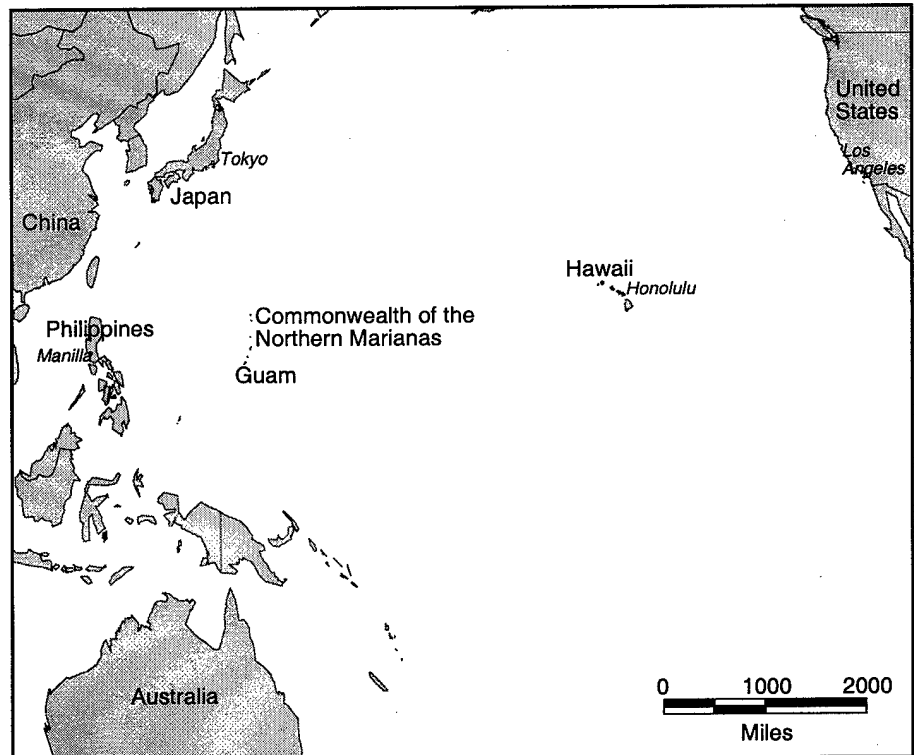 United
States
Los
Angeles
Tokyo
Japan
China
Hawaii
Honolulu
Commonwealth of the
Northern Marianas
Philippines
Manilla
Guam
Australia
0 1000 2000
Miles